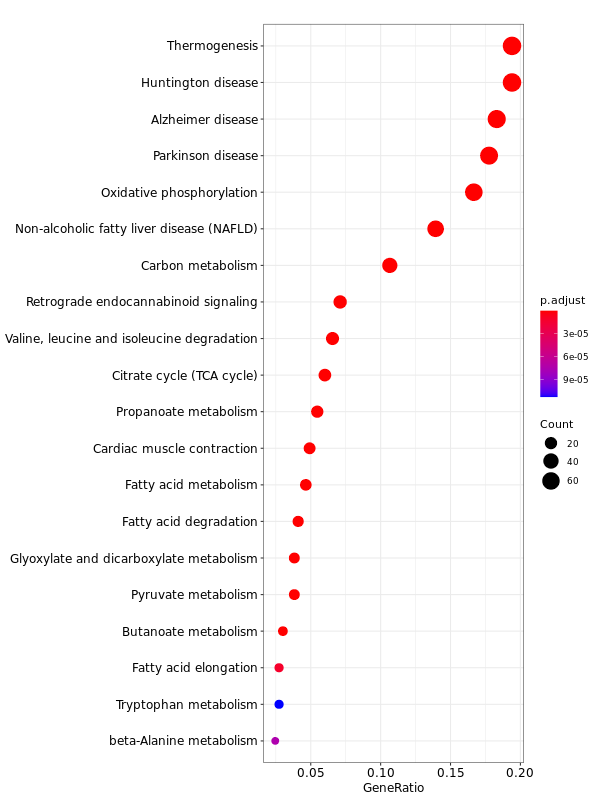 Thermogenesis
Huntington disease
Alzheimer disease
Parkinson disease
Oxidative phosphorylation
Non-alcoholic fatty liver disease (NAFLD)
Carbon metabolism
Retrograde endocannabinoid signaling
Valine, leucine and isoleucine degradation
Citrate cycle (TCA cycle)
Propanoate metabolism
Cardiac muscle contraction
Fatty acid metabolism
Fatty acid degradation
Glyoxylate and dicarboxylate metabolism
Pyruvate metabolism
Butanoate metabolism
Fatty acid elongation
Tryptophan metabolism
beta-Alanine metabolism
0.05 0.10 0.15 0.20
GeneRatio
p.adjust
3e-05
6e-05
9e-05
Count
20
40
60